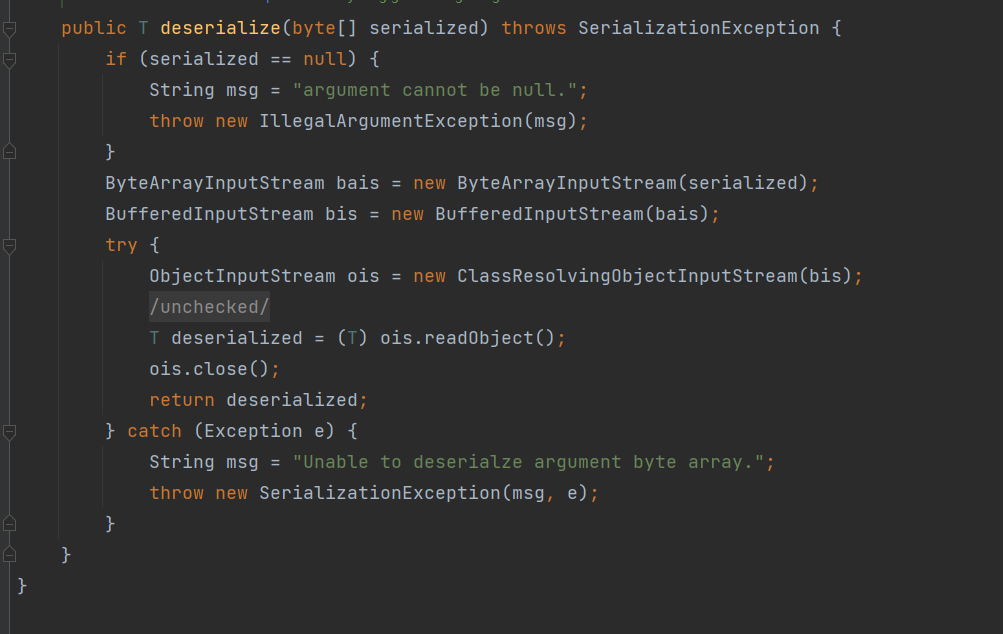 public T deserialize(byte[] serialized) throws SerializationException {
if (serialized == null) {
String msg = "argument cannot be null.";
throw new IllegalArgumentException(msg);
}
ByteArrayInputStream bais = new ByteArrayInputStream(serialized);
BufferedInputStream bis = new BufferedInputStream(bais);
try {
ObjectInputStream ois = new ClassResolvingObjectInputStream(bis);
/unchecked/
T deserialized = (T) ois.readObject();
ois.close();
return deserialized;
} catch (Exception e) {
String msg = "Unable to deserialze argument byte array.";
throw new SerializationException(msg, e);
}
}
}